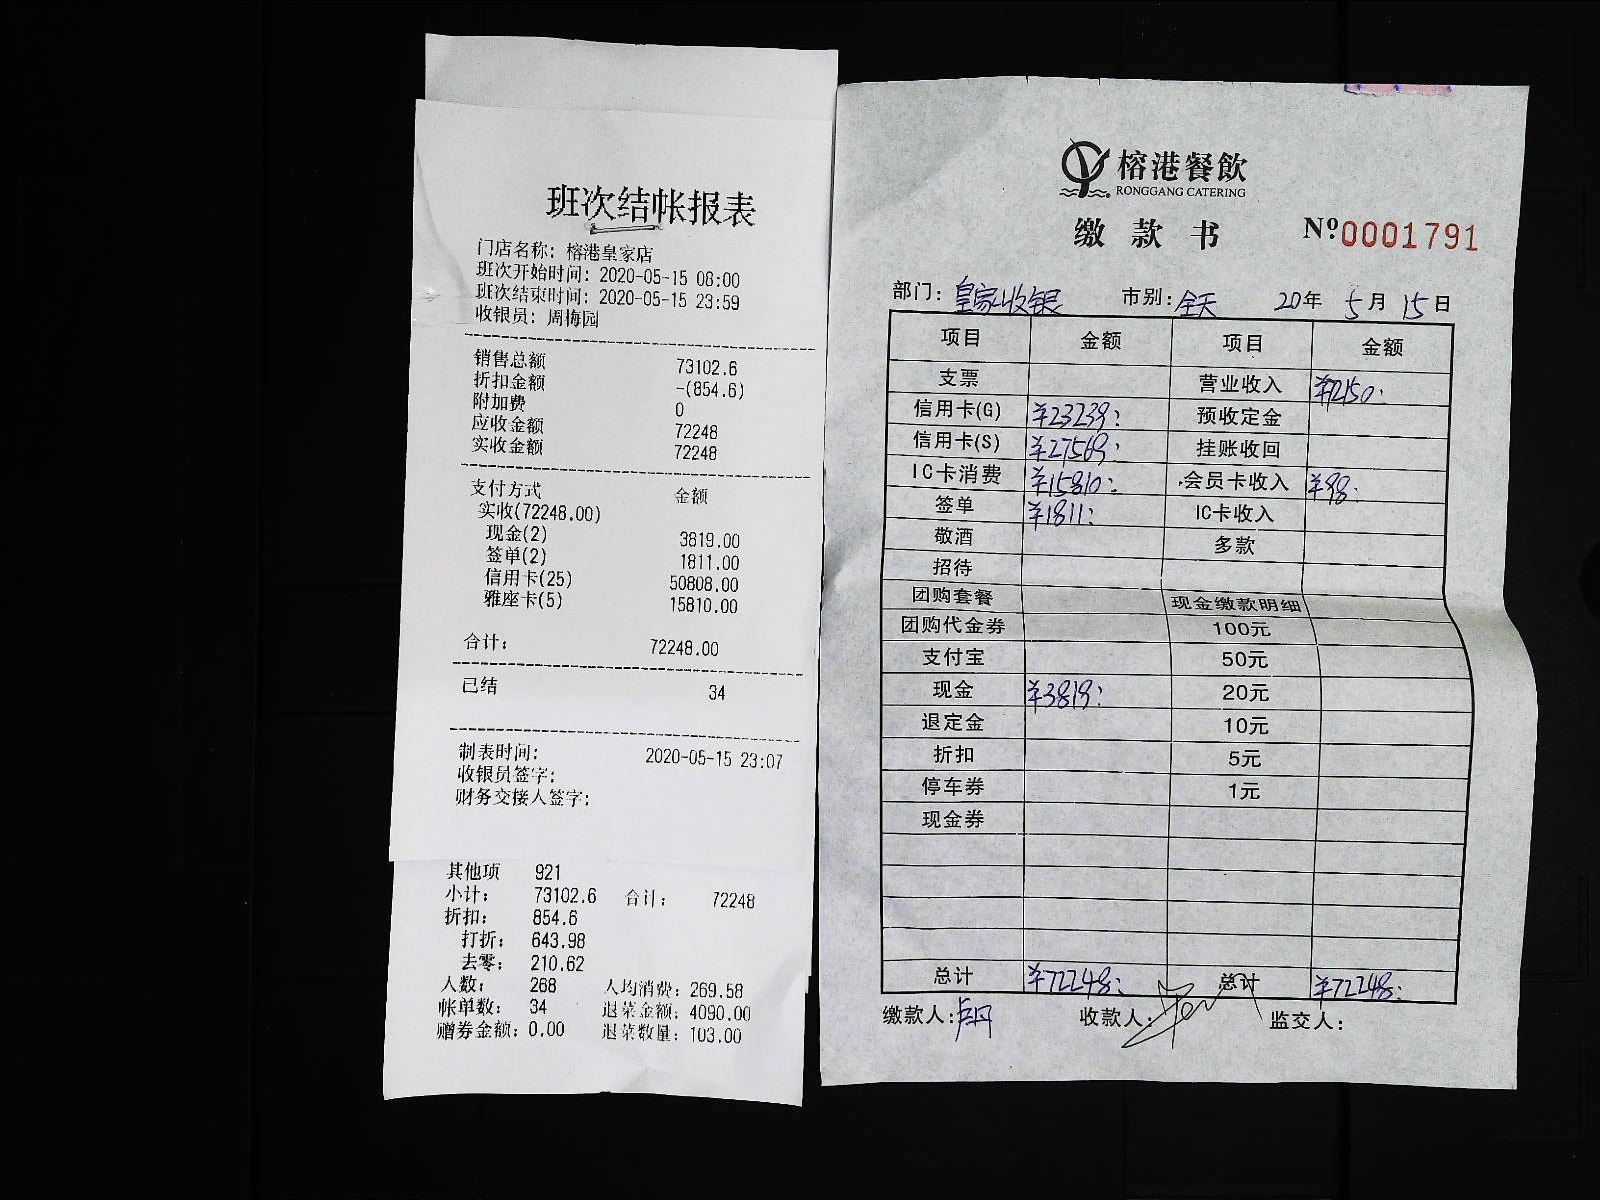 班次结帐报表
门店名称: 榕港皇家店
班次开始时间: 2020-05-15 08:00
班次结束时间: 2020-05-15 23:59
收银员: 周梅园
销售总额 73102.6
折扣金额 -(854.6)
附加费 0
应收金额 72248
实收金额 72248
支付方式 金额
实收(72248.00)
现金(2) 3819.00
签单(2) 1811.00
信用卡(25) 50808.00
雅座卡(5) 15810.00
合计: 72248.00
已结 34
制表时间: 2020-05-15 23:07
收银员签字:
财务交接人签字:
其他项 921
小计: 73102.6 合计: 72248
折扣: 854.6
打折: 643.98
去零: 210.62
人数: 268 人均消费: 269.58
帐单数: 34 退菜金额: 4090.00
赠券金额: 0.00 退菜数量: 103.00
榕港餐飲
RONGGANG CATERING
缴款书 Nº0001791
部门: 皇家收银 市别: 全天 20年 5月 15日
项目 金额 项目 金额
支票 营业收入 ¥72150:
信用卡(G) ¥23239: 预收定金
信用卡(S) ¥27569: 挂账收回
IC卡消费 ¥15810: 会员卡收入 ¥98:
签单 ¥1811: IC卡收入
敬酒 多款
招待
团购套餐 现金缴款明细
团购代金券 100元
支付宝 50元
现金 ¥3819: 20元
退定金 10元
折扣 5元
停车券 1元
现金券
总计 ¥72248: 总计 ¥72248:
缴款人: 卢丹 收款人: 监交人: